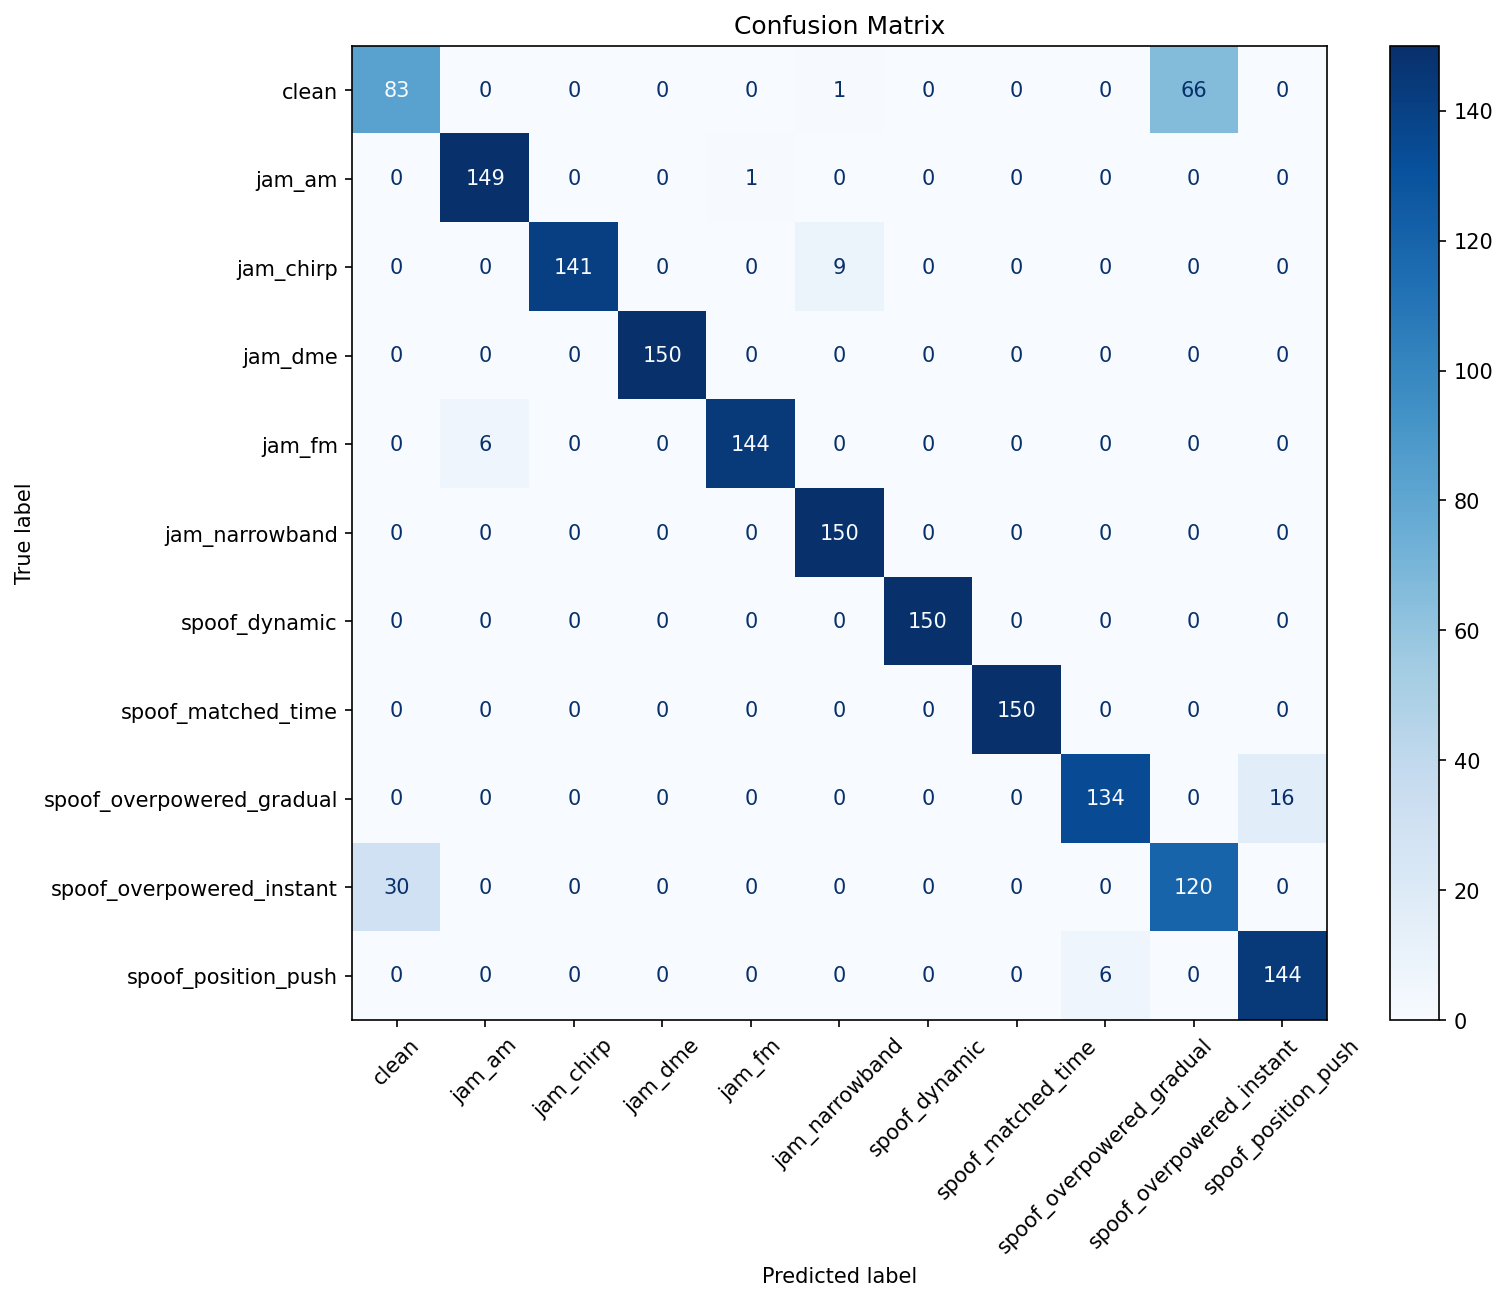 Confusion Matrix
True label
clean 83 0 0 0 0 1 0 0 0 66 0
jam_am 0 149 0 0 1 0 0 0 0 0 0
jam_chirp 0 0 141 0 0 9 0 0 0 0 0
jam_dme 0 0 0 150 0 0 0 0 0 0 0
jam_fm 0 6 0 0 144 0 0 0 0 0 0
jam_narrowband 0 0 0 0 0 150 0 0 0 0 0
spoof_dynamic 0 0 0 0 0 0 150 0 0 0 0
spoof_matched_time 0 0 0 0 0 0 0 150 0 0 0
spoof_overpowered_gradual 0 0 0 0 0 0 0 0 134 0 16
spoof_overpowered_instant 30 0 0 0 0 0 0 0 0 120 0
spoof_position_push 0 0 0 0 0 0 0 0 6 0 144
clean
jam_am
jam_chirp
jam_dme
jam_fm
jam_narrowband
spoof_dynamic
spoof_matched_time
spoof_overpowered_gradual
spoof_overpowered_instant
spoof_position_push
Predicted label
140
120
100
80
60
40
20
0